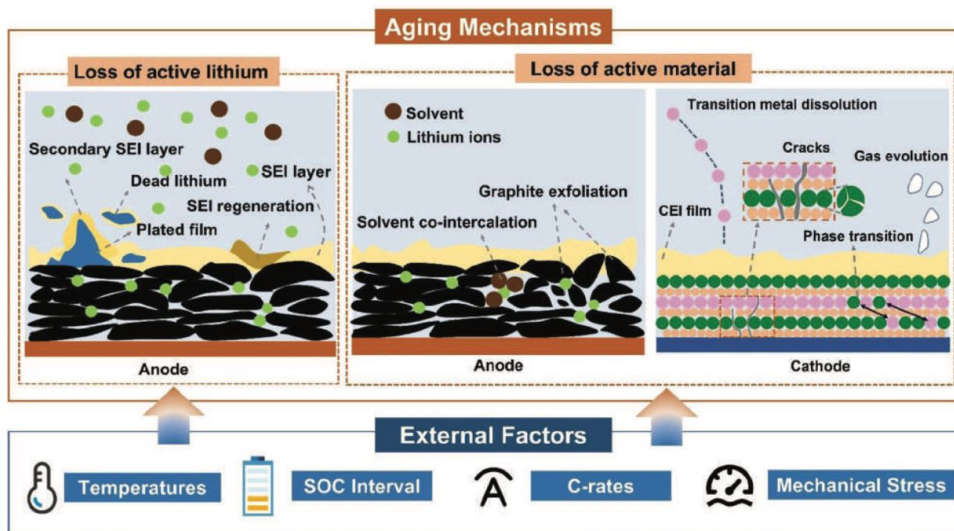 Aging Mechanisms
Loss of active lithium
Loss of active material
Secondary SEI layer
Dead lithium
SEI layer
SEI regeneration
Plated film
Anode
Solvent
Lithium ions
Graphite exfoliation
Solvent co-intercalation
Anode
Transition metal dissolution
Cracks
Gas evolution
CEI film
Phase transition
Cathode
External Factors
Temperatures
SOC Interval
A
C-rates
Mechanical Stress